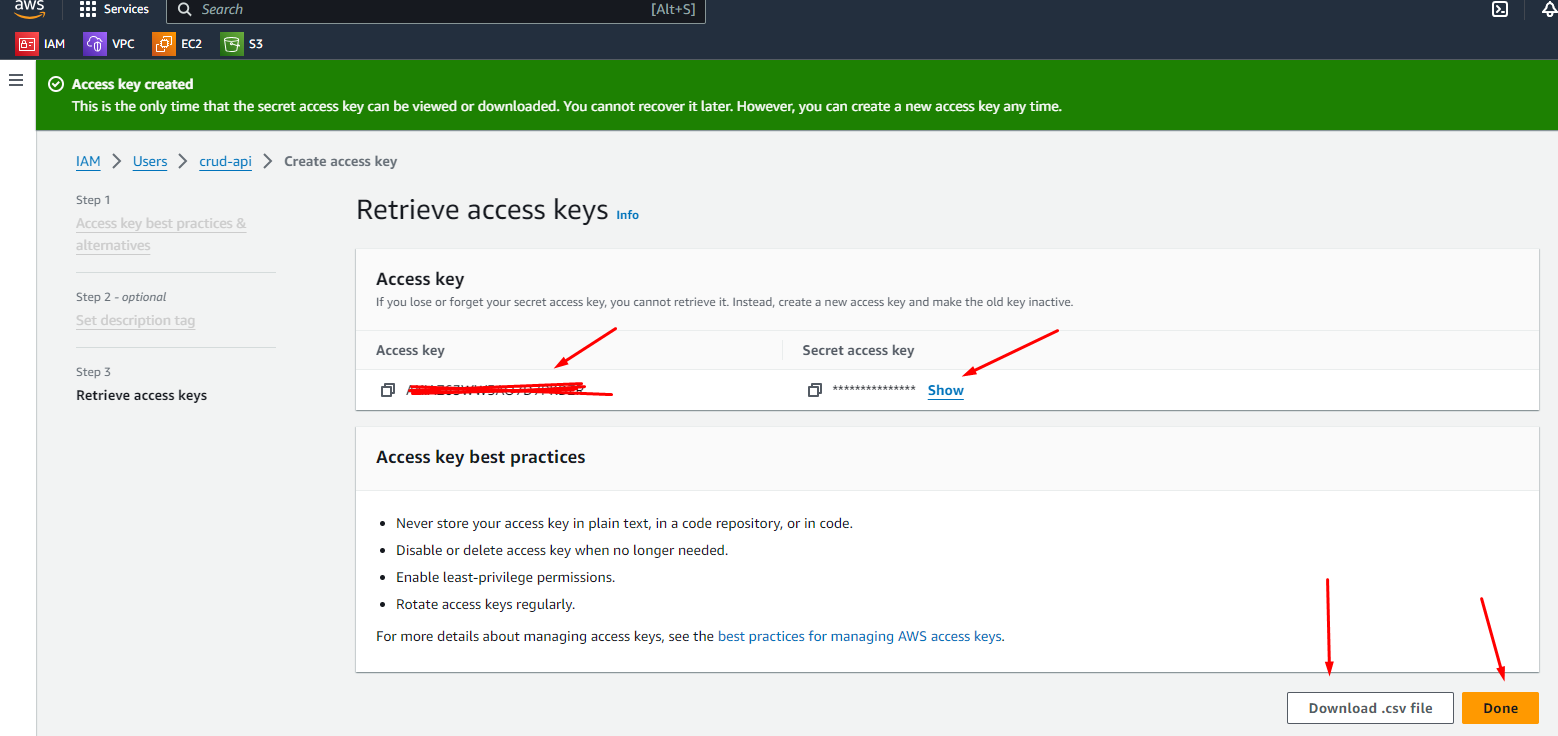 aws
Services
Search
[Alt+S]
IAM
VPC
EC2
S3
Access key created
This is the only time that the secret access key can be viewed or downloaded. You cannot recover it later. However, you can create a new access key any time.
IAM
Users
crud-api
Create access key
Step 1
Access key best practices &
alternatives
Step 2 - optional
Set description tag
Step 3
Retrieve access keys
Retrieve access keys Info
Access key
If you lose or forget your secret access key, you cannot retrieve it. Instead, create a new access key and make the old key inactive.
Access key
Secret access key
*************** Show
Access key best practices
Never store your access key in plain text, in a code repository, or in code.
Disable or delete access key when no longer needed.
Enable least-privilege permissions.
Rotate access keys regularly.
For more details about managing access keys, see the best practices for managing AWS access keys.
Download .csv file
Done